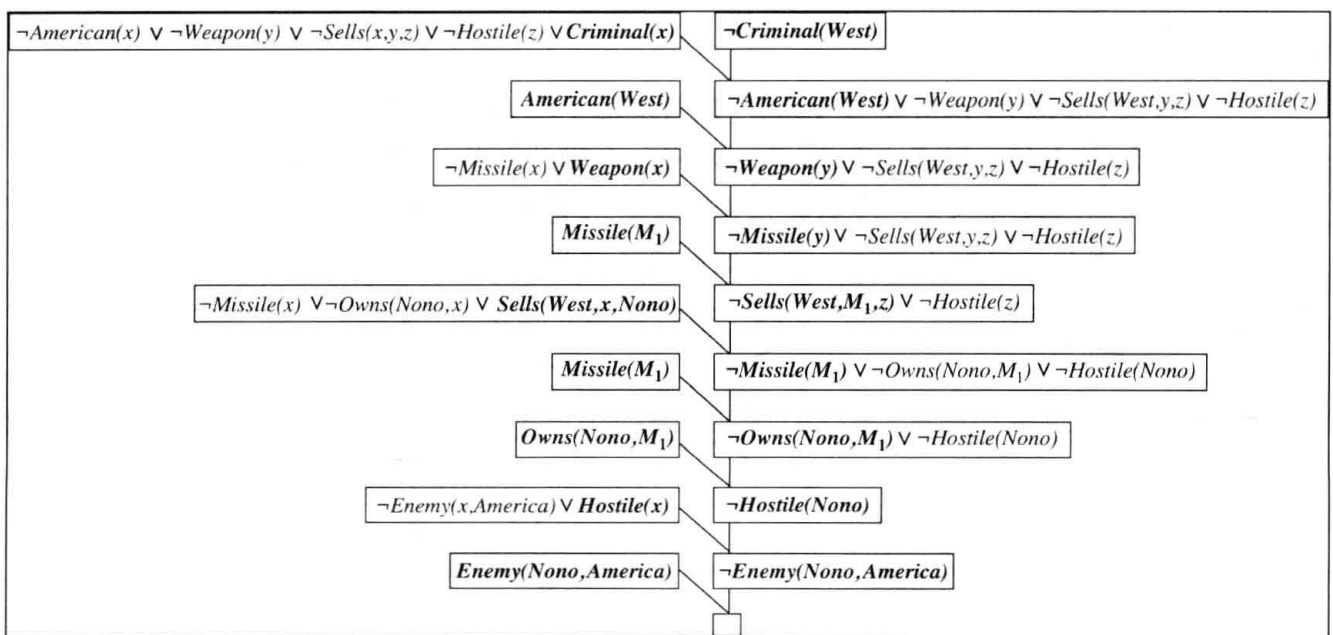 ¬American(x) ∨ ¬Weapon(y) ∨ ¬Sells(x,y,z) ∨ ¬Hostile(z) ∨ Criminal(x) ¬Criminal(West)
American(West) ¬American(West) ∨ ¬Weapon(y) ∨ ¬Sells(West,y,z) ∨ ¬Hostile(z)
¬Missile(x) ∨ Weapon(x) ¬Weapon(y) ∨ ¬Sells(West,y,z) ∨ ¬Hostile(z)
Missile(M₁) ¬Missile(y) ∨ ¬Sells(West,y,z) ∨ ¬Hostile(z)
¬Missile(x) ∨ ¬Owns(Nono,x) ∨ Sells(West,x,Nono) ¬Sells(West,M₁,z) ∨ ¬Hostile(z)
Missile(M₁) ¬Missile(M₁) ∨ ¬Owns(Nono,M₁) ∨ ¬Hostile(Nono)
Owns(Nono,M₁) ¬Owns(Nono,M₁) ∨ ¬Hostile(Nono)
¬Enemy(x,America) ∨ Hostile(x) ¬Hostile(Nono)
Enemy(Nono,America) ¬Enemy(Nono,America)